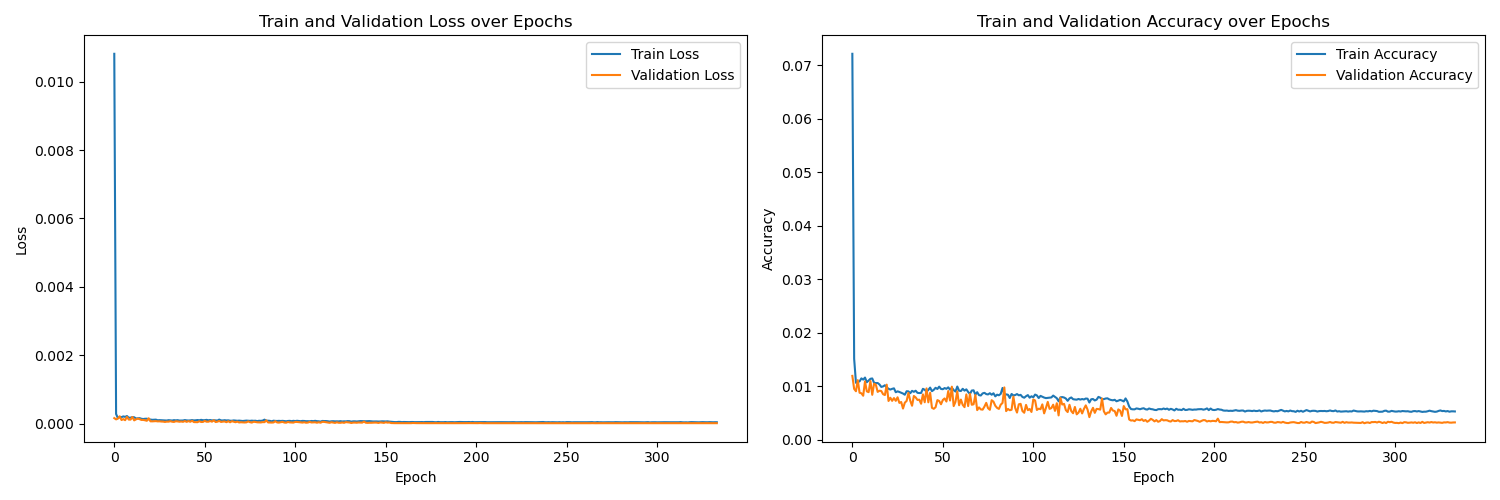 Train and Validation Loss over Epochs
Train Loss
Validation Loss
0.010
0.008
0.006
0.004
0.002
0.000
Loss
0
50
100
150
200
250
300
Epoch
Train and Validation Accuracy over Epochs
Train Accuracy
Validation Accuracy
0.07
0.06
0.05
0.04
0.03
0.02
0.01
0.00
Accuracy
0
50
100
150
200
250
300
Epoch